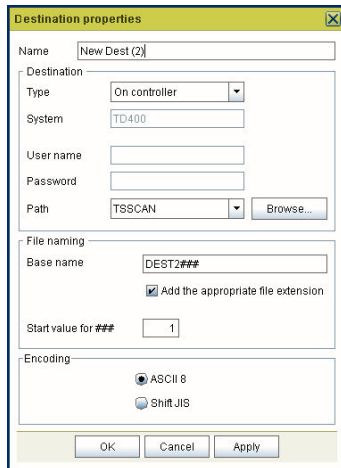 Destination properties
Name New Dest (2)
Destination
Type On controller
System TD400
User name
Password
Path TSSCAN Browse...
File naming
Base name DEST2###
Add the appropriate file extension
Start value for ### 1
Encoding
ASCII 8
Shift JIS
OK Cancel Apply